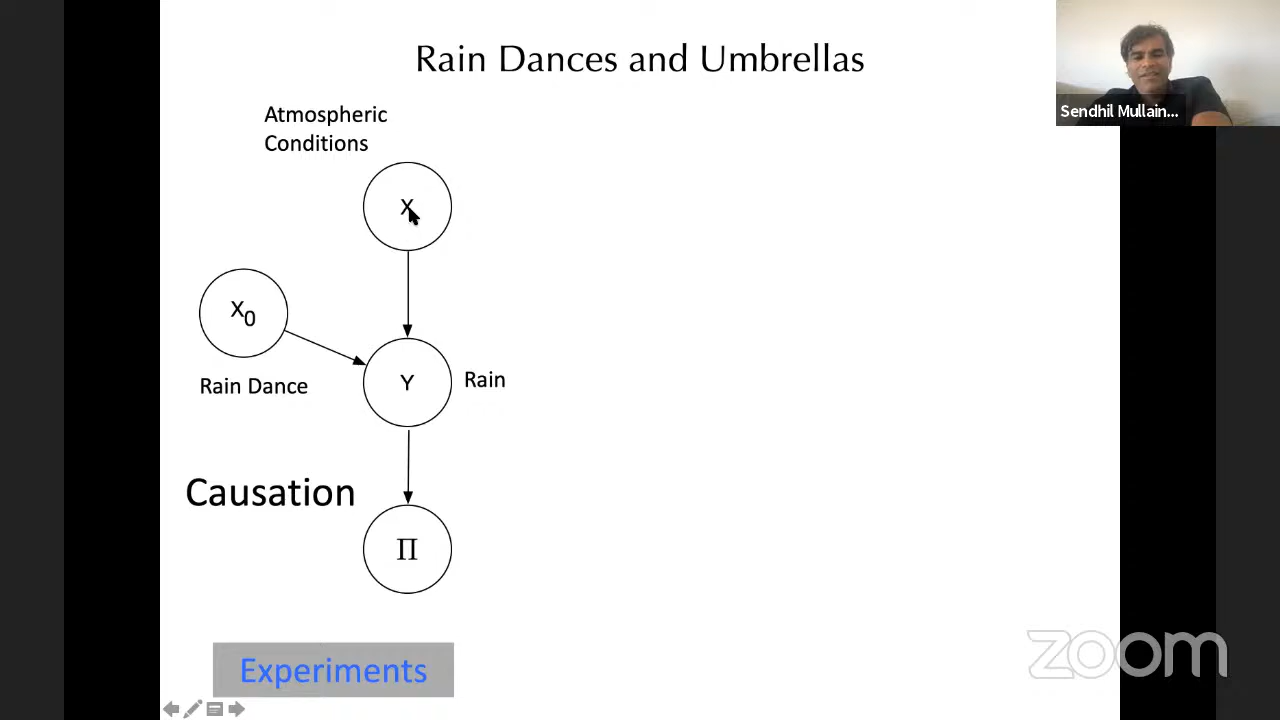 Rain Dances and Umbrellas
Sendhil Mullain...
Atmospheric
Conditions
X
X0
Rain Dance
Y
Rain
Causation
Π
Experiments
zoom